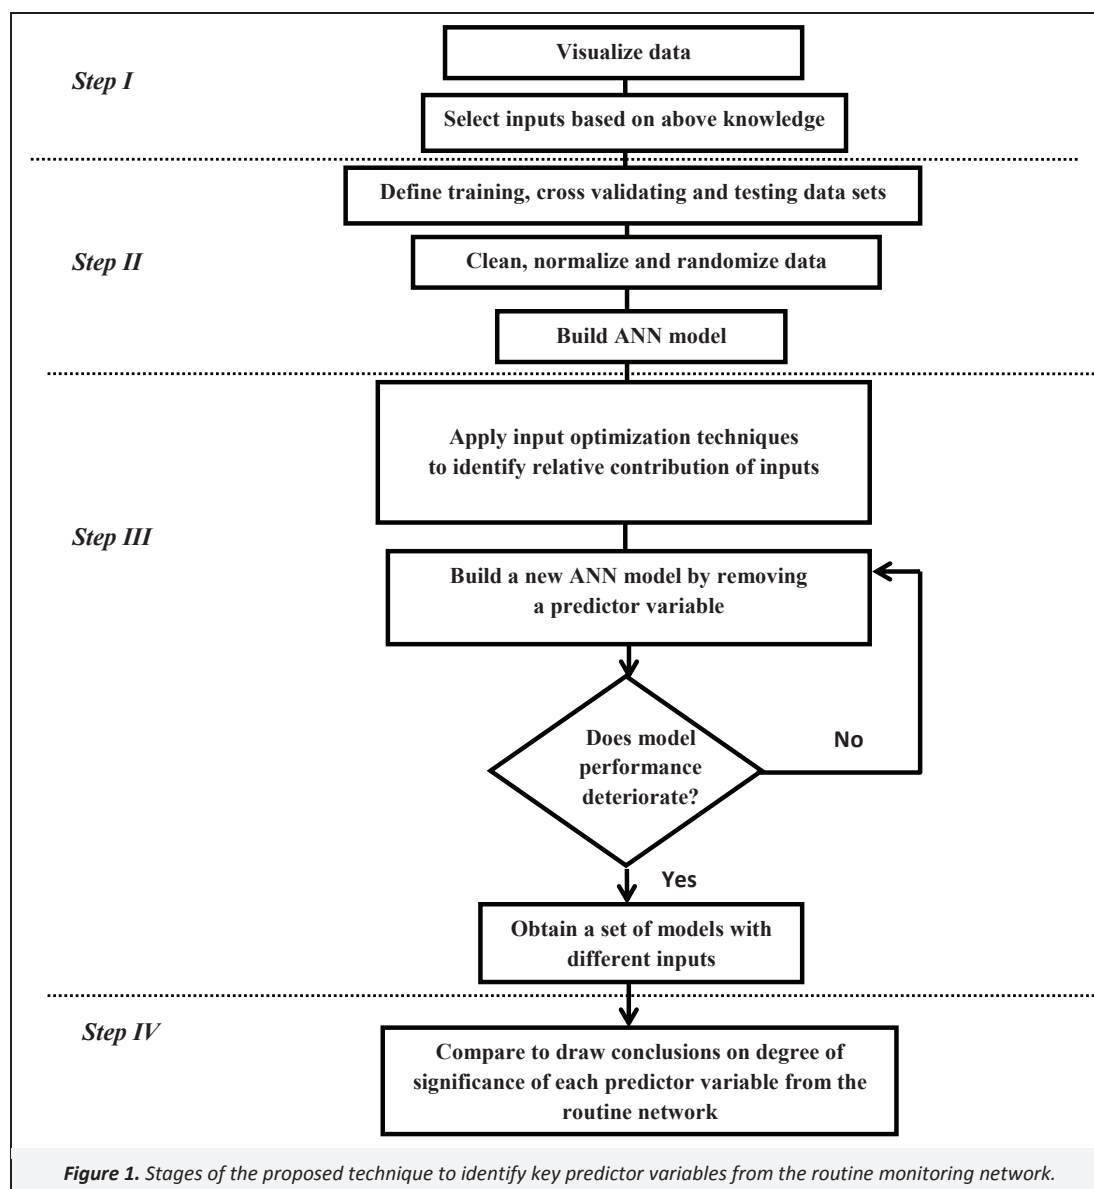 Visualize data
Step I
Select inputs based on above knowledge
Define training, cross validating and testing data sets
Step II
Clean, normalize and randomize data
Build ANN model
Apply input optimization techniques
to identify relative contribution of inputs
Step III
Build a new ANN model by removing
a predictor variable
Does model
performance
deteriorate?
No
Yes
Obtain a set of models with
different inputs
Step IV
Compare to draw conclusions on degree of
significance of each predictor variable from the
routine network
Figure 1. Stages of the proposed technique to identify key predictor variables from the routine monitoring network.